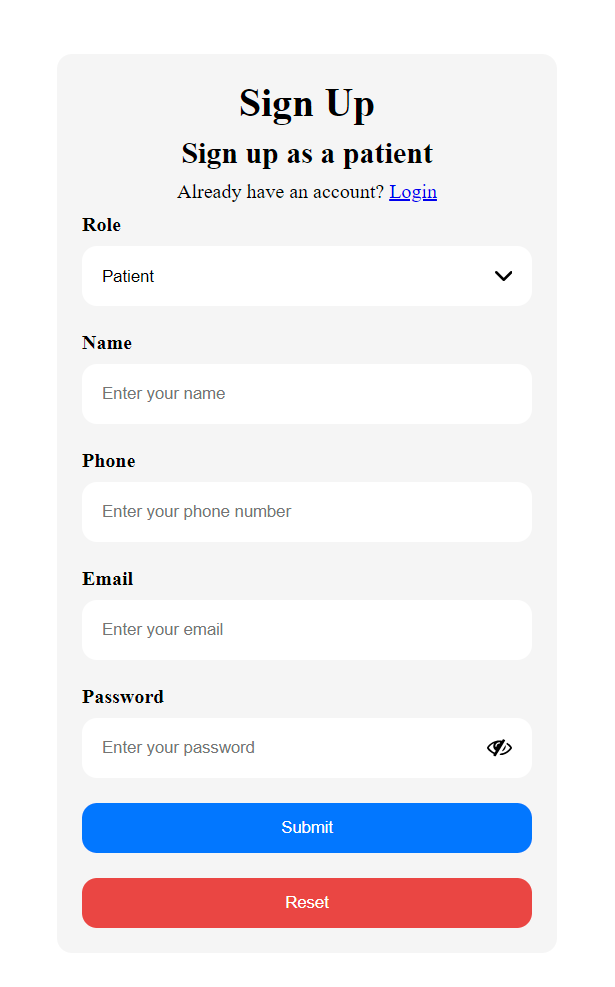 Sign Up
Sign up as a patient
Already have an account? Login
Role
Patient
Name
Enter your name
Phone
Enter your phone number
Email
Enter your email
Password
Enter your password
Submit
Reset